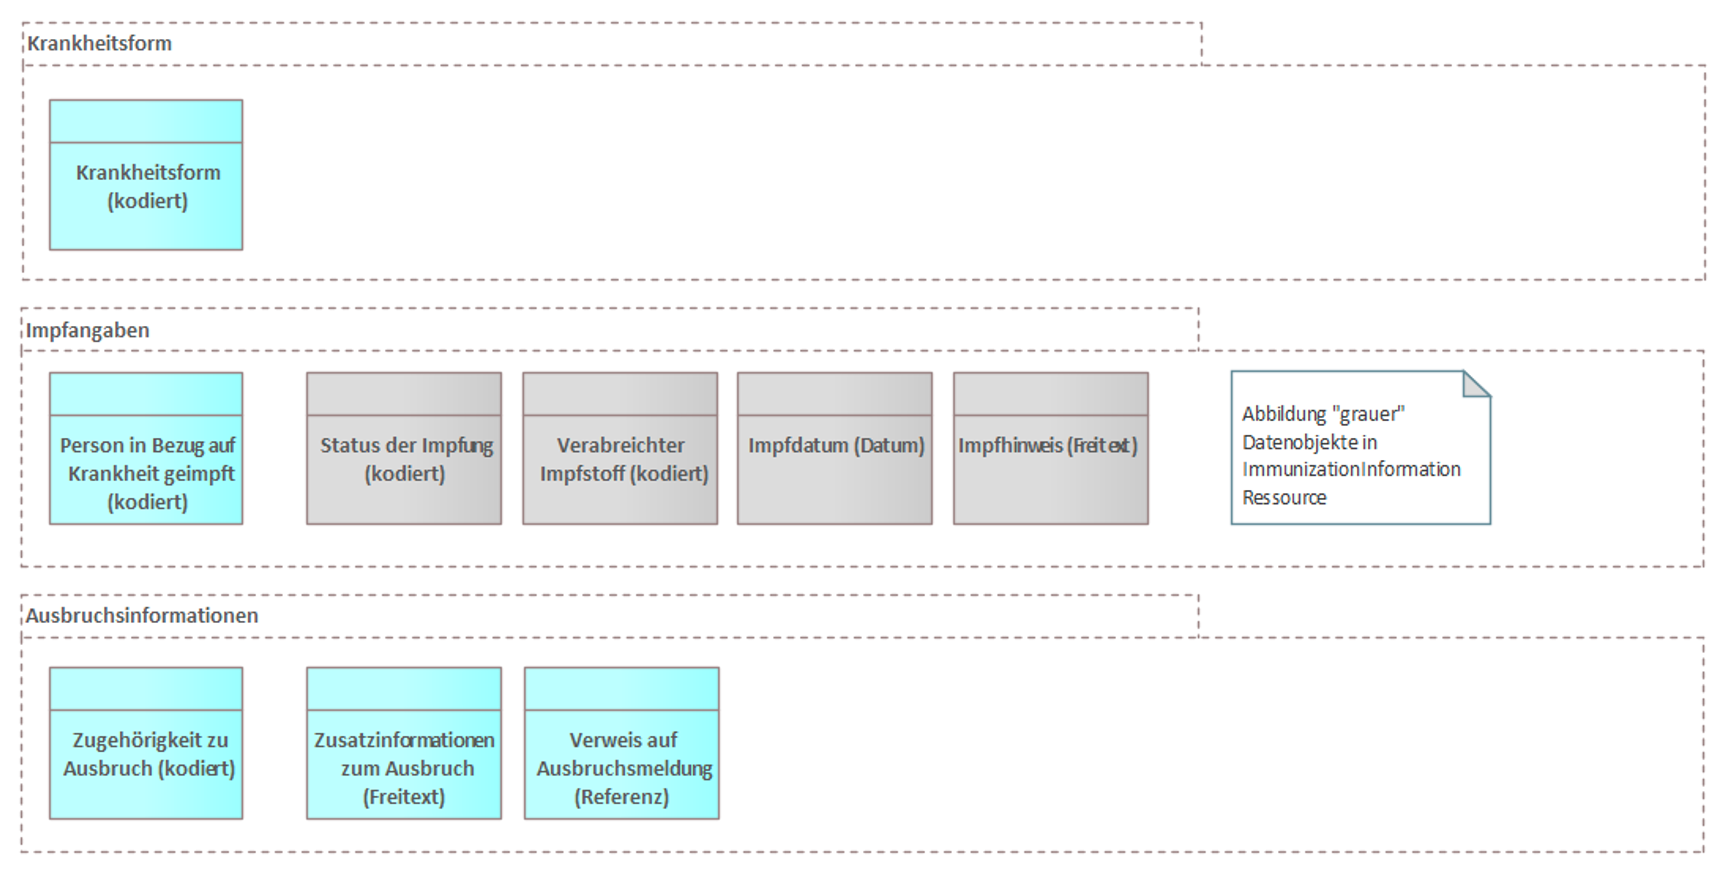 Krankheitsform
Krankheitsform
(kodiert)
Impfangaben
Person in Bezug auf
Krankheit geimpft
(kodiert)
Status der Impfung
(kodiert)
Verabreichter
Impfstoff (kodiert)
Impfdatum (Datum)
Impfhinweis (Freitext)
Abbildung "grauer"
Datenobjekte in
ImmunizationInformation
Ressource
Ausbruchsinformationen
Zugehörigkeit zu
Ausbruch (kodiert)
Zusatzinformationen
zum Ausbruch
(Freitext)
Verweis auf
Ausbruchsmeldung
(Referenz)